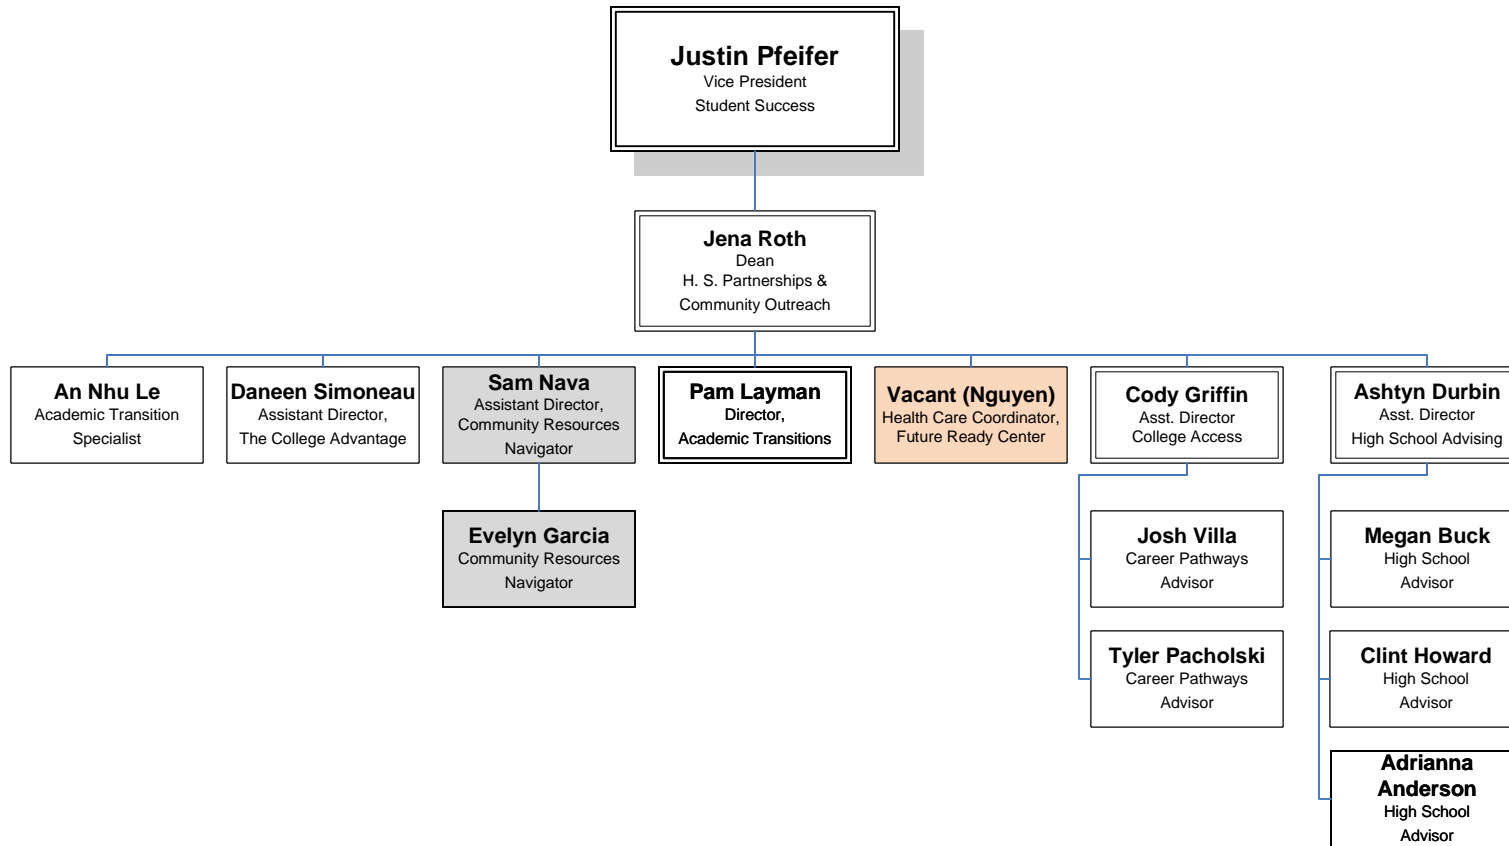 Justin Pfeifer
Vice President
Student Success
Jena Roth
Dean
H. S. Partnerships &
Community Outreach
An Nhu Le
Academic Transition
Specialist
Daneen Simoneau
Assistant Director,
The College Advantage
Sam Nava
Assistant Director,
Community Resources
Navigator
Pam Layman
Director,
Academic Transitions
Vacant (Nguyen)
Health Care Coordinator,
Future Ready Center
Cody Griffin
Asst. Director
College Access
Ashtyn Durbin
Asst. Director
High School Advising
Evelyn Garcia
Community Resources
Navigator
Josh Villa
Career Pathways
Advisor
Megan Buck
High School
Advisor
Tyler Pacholski
Career Pathways
Advisor
Clint Howard
High School
Advisor
Adrianna
Anderson
High School
Advisor